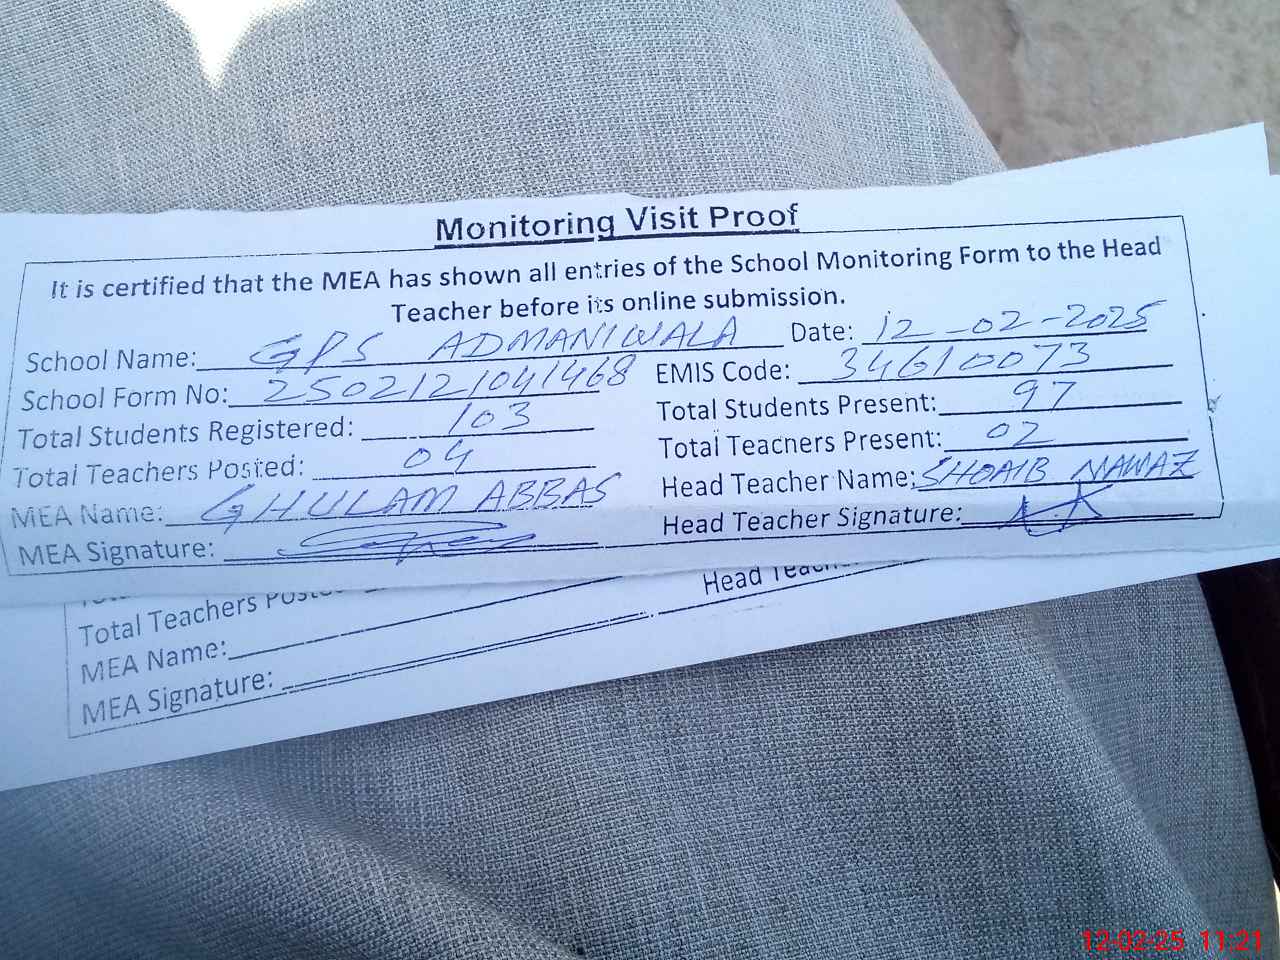 Monitoring Visit Proof
It is certified that the MEA has shown all entries of the School Monitoring Form to the Head
Teacher before its online submission.
School Name: GPS ADMANIWALA Date: 12-02-2025
School Form No: 2502121041468 EMIS Code: 34610073
Total Students Registered: 103 Total Students Present: 97
Total Teachers Posted: 04 Total Teachers Present: 02
MEA Name: GHULAM ABBAS Head Teacher Name: SHOAIB NAWAZ
MEA Signature: Head Teacher Signature:
Total Teachers Posted Head Teacher
MEA Name:
MEA Signature:
12-02-25 11:21